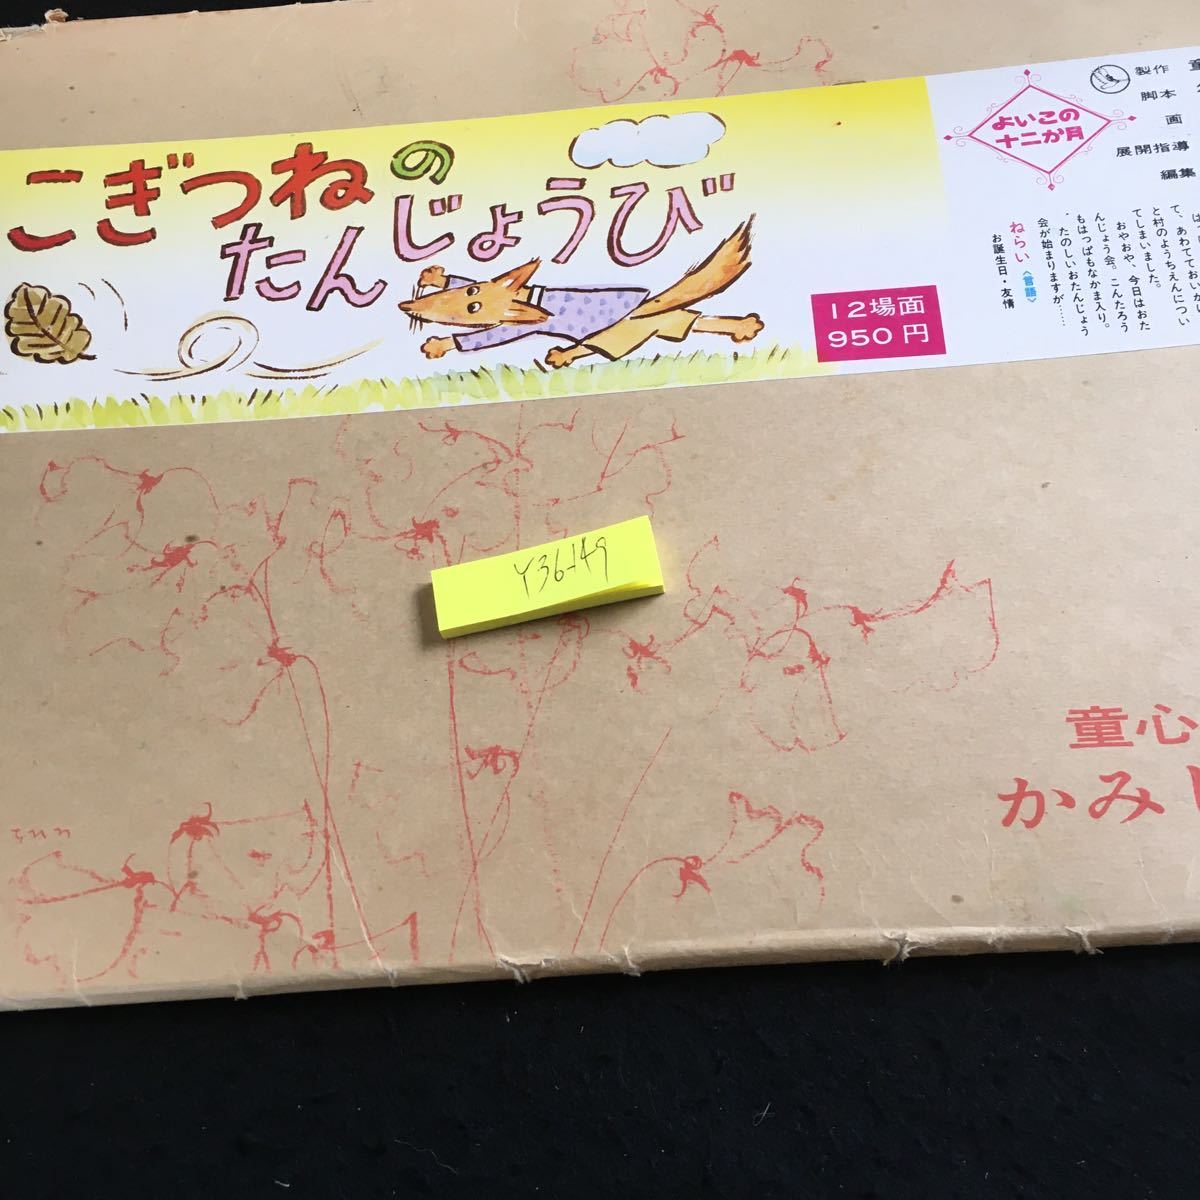 こぎつねの
たんじょうび
12場面
950円
よいこの
十二か月
製作 童
脚本
画
展開指導
編集
て、あわてておい
と村のようちえんについ
てしまいました。
おやおや、今日はおた
んじょう会。こんたろう
もはっぱもなかま入り。
たのしいおたんじょう
会が始まりますが……
ねらい〈言語〉
お誕生日・友情
Y36-149
童心
かみし